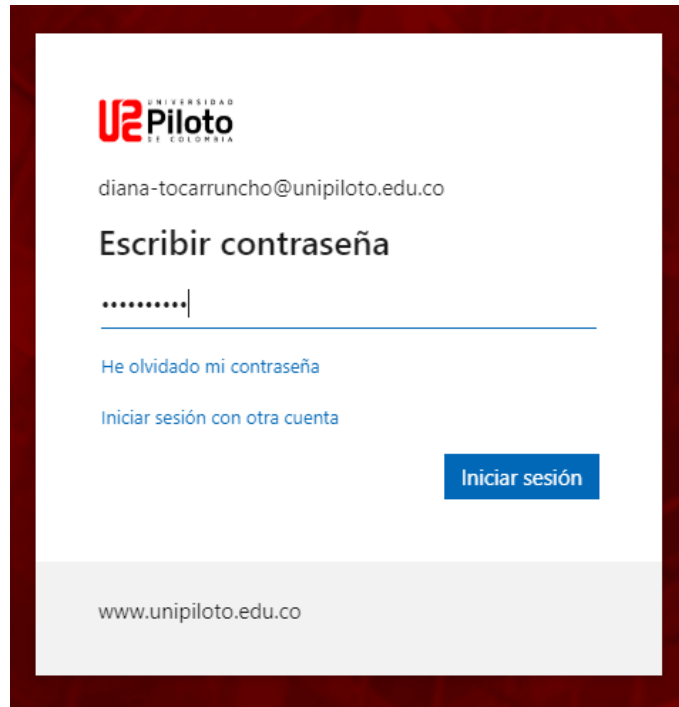 UNIVERSIDAD
UP Piloto
DE COLOMBIA
diana-tocarruncho@unipiloto.edu.co
Escribir contraseña
••••••••••
He olvidado mi contraseña
Iniciar sesión con otra cuenta
Iniciar sesión
www.unipiloto.edu.co